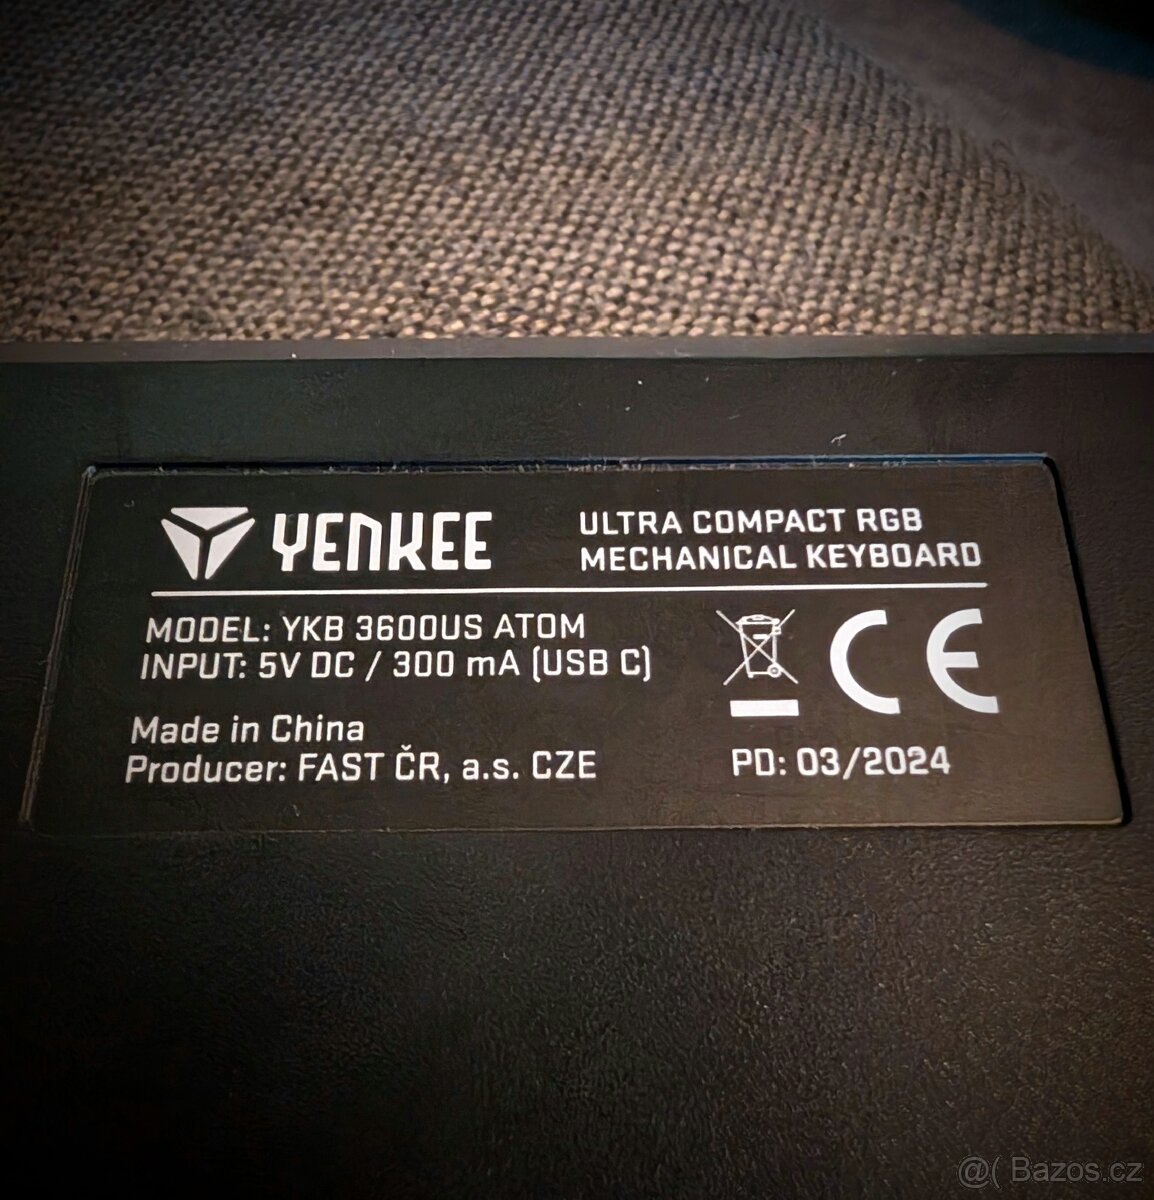 YENKEE
ULTRA COMPACT RGB
MECHANICAL KEYBOARD
MODEL: YKB 3600US ATOM
INPUT: 5V DC / 300 mA (USB C)
Made in China
Producer: FAST ČR, a.s. CZE
CE
PD: 03/2024
@( Bazos.cz